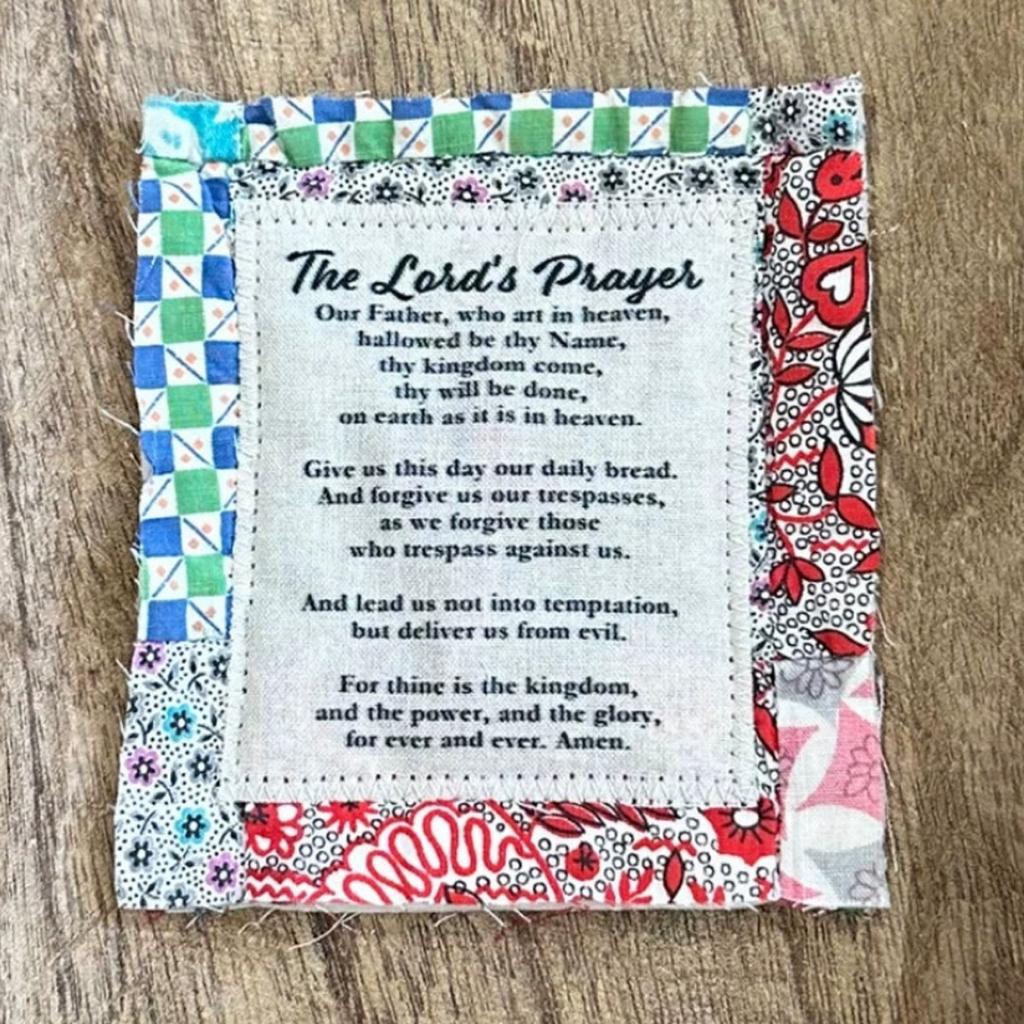 The Lord's Prayer
Our Father, who art in heaven,
hallowed be thy Name,
thy kingdom come,
thy will be done,
on earth as it is in heaven.
Give us this day our daily bread.
And forgive us our trespasses,
as we forgive those
who trespass against us.
And lead us not into temptation,
but deliver us from evil.
For thine is the kingdom,
and the power, and the glory,
for ever and ever. Amen.